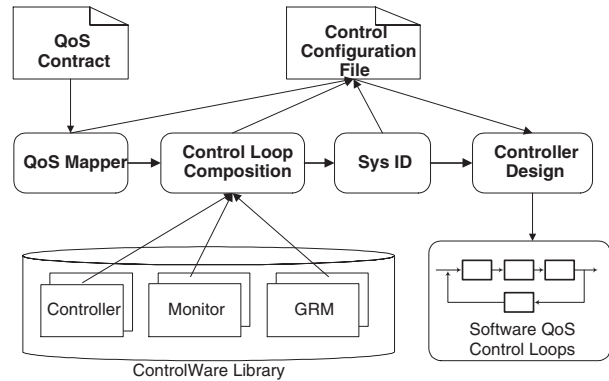 QoS
Contract
Control
Configuration
File
QoS Mapper
Control Loop
Composition
Sys ID
Controller
Design
Controller
Monitor
GRM
Software QoS
Control Loops
ControlWare Library